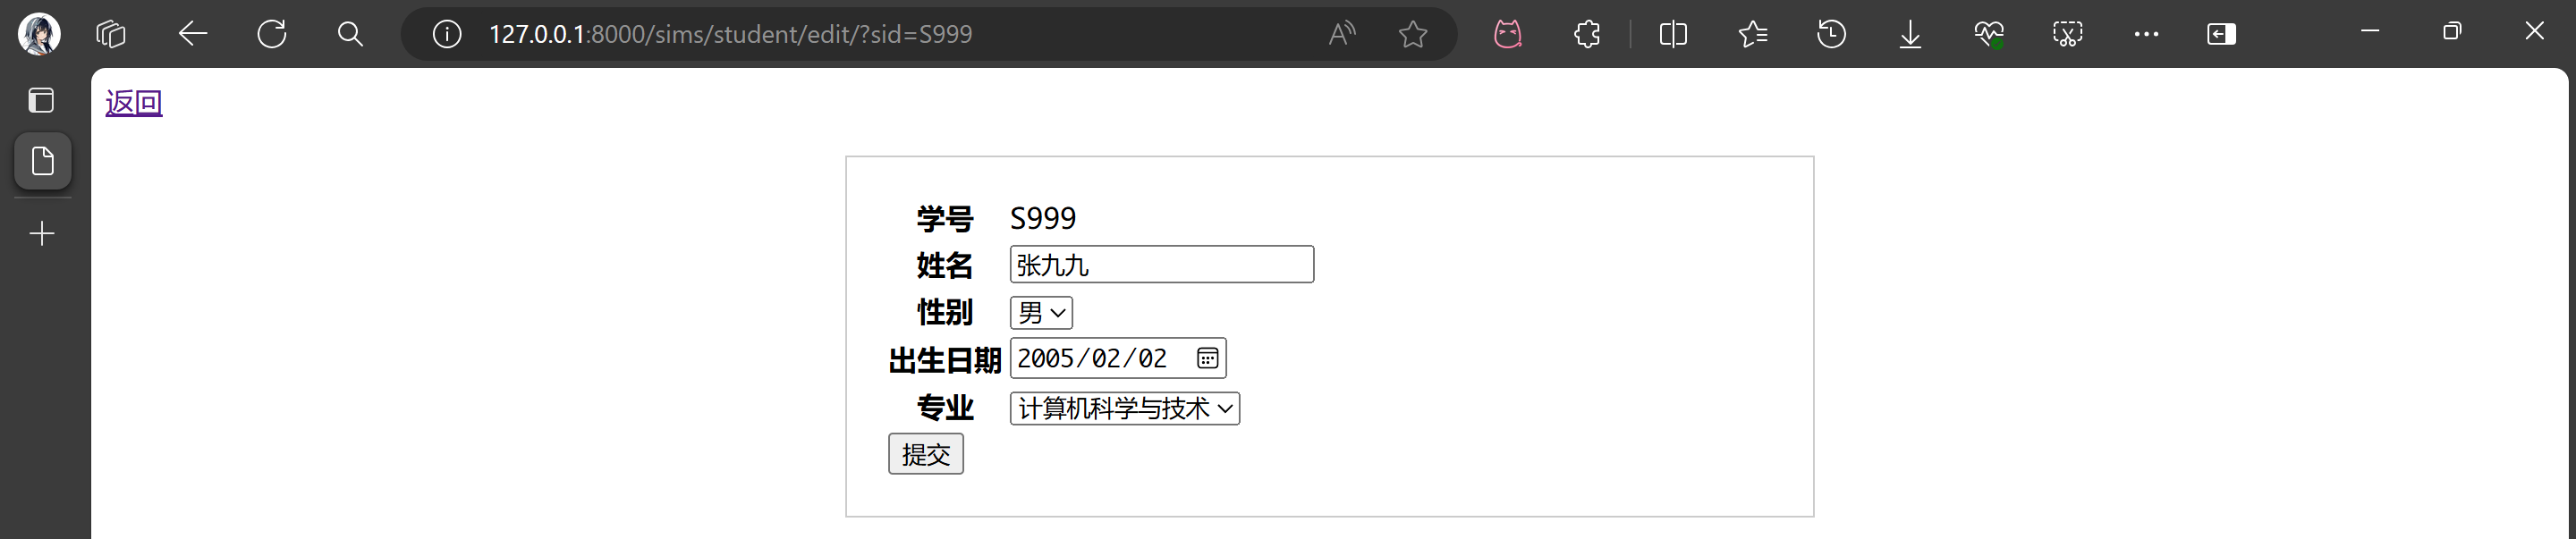 127.0.0.1:8000/sims/student/edit/?sid=S999
返回
学号 S999
姓名 张九九
性别 男
出生日期 2005/02/02
专业 计算机科学与技术
提交